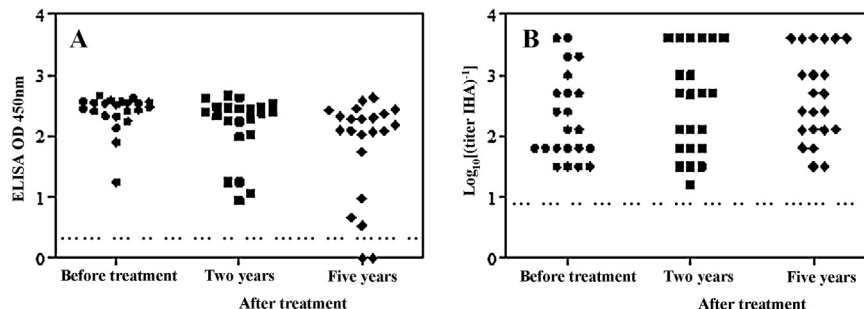 A
ELISA OD 450nm
4
3
2
1
0
Before treatment
Two years
Five years
After treatment
B
Log10[(titer IHA)-1]
4
3
2
1
0
Before treatment
Two years
Five years
After treatment